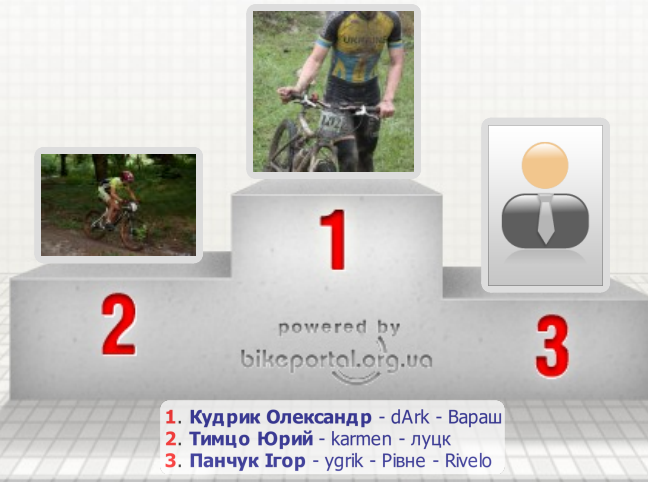 UKRAINE
1
2
3
powered by
bikeportal.org.ua
1. Кудрик Олександр - dArk - Вараш
2. Тимцо Юрий - karmen - луцк
3. Панчук Ігор - ygrik - Рівне - Rivelo